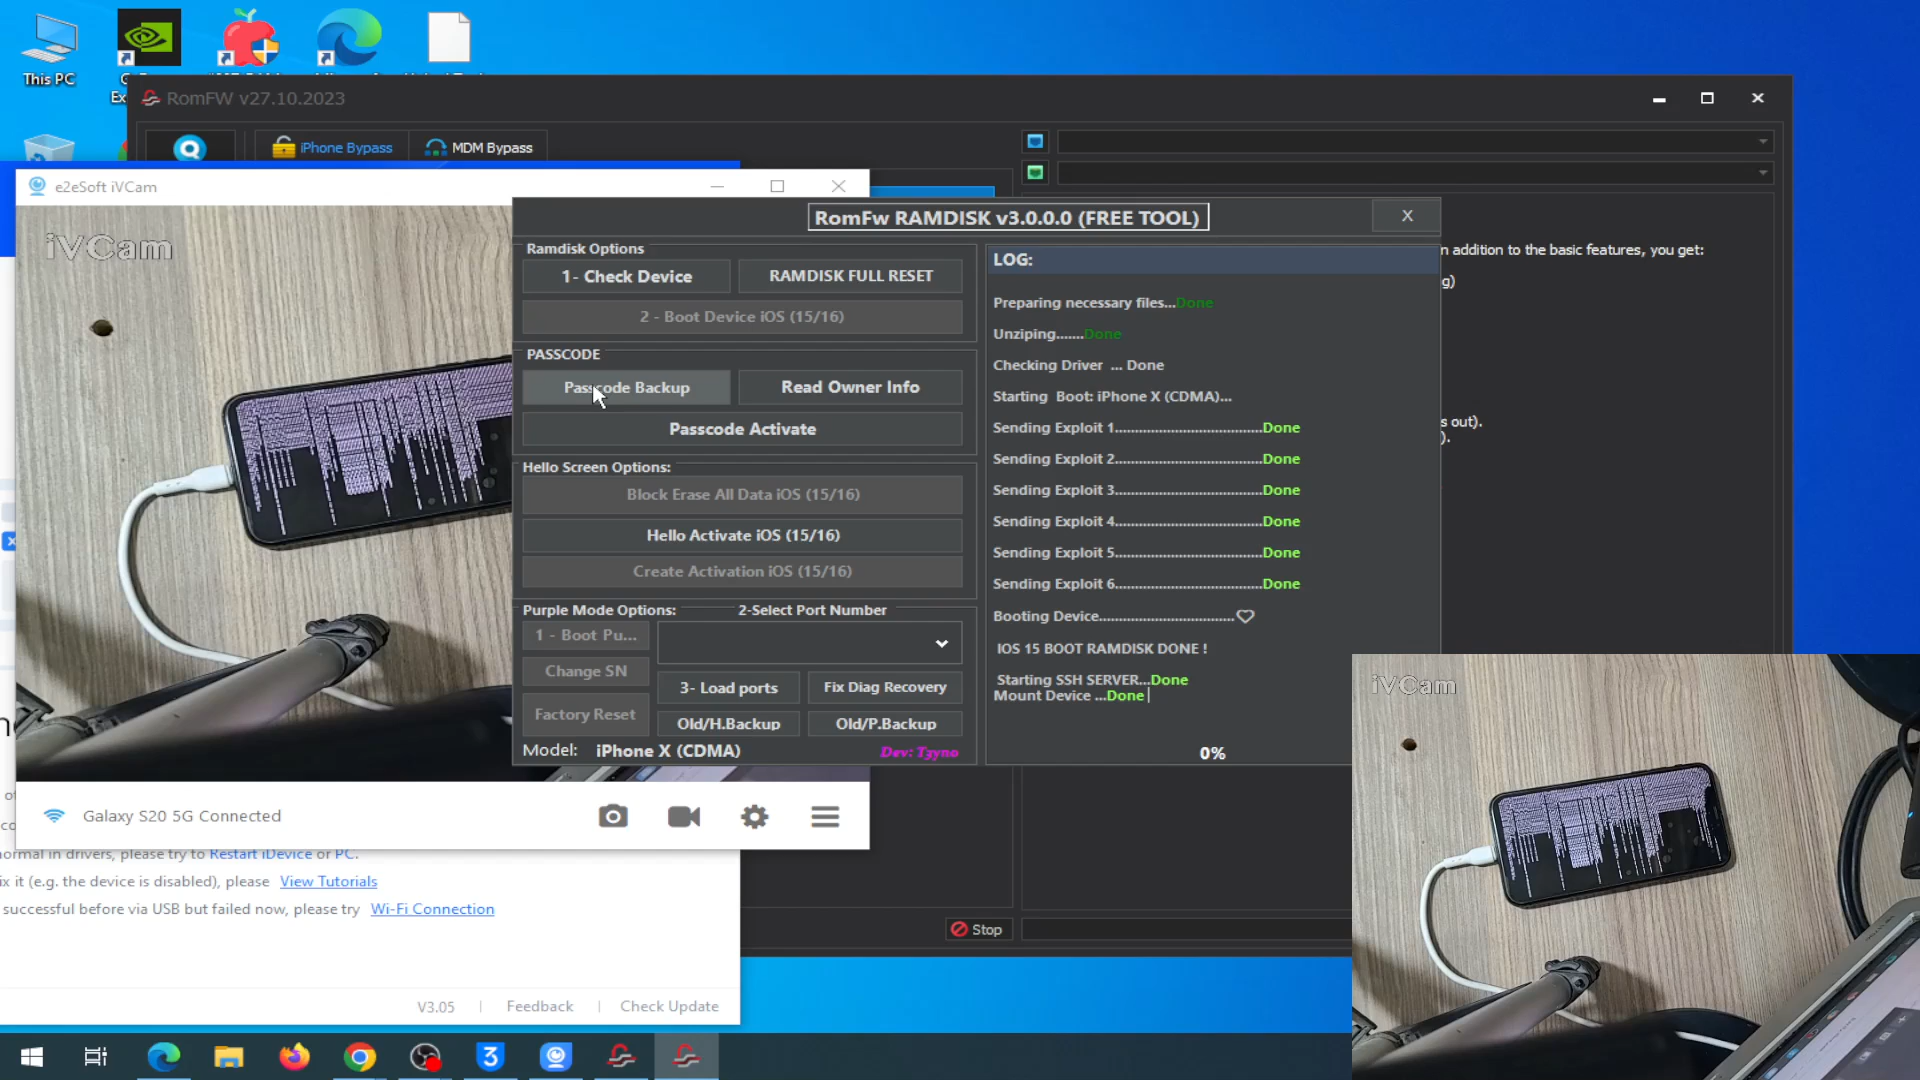 This PC
RomFW v27.10.2023
iPhone Bypass
MDM Bypass
e2eSoft iVCam
iVCam
RomFw RAMDISK v3.0.0.0 (FREE TOOL)
X
Ramdisk Options
1- Check Device
RAMDISK FULL RESET
2 - Boot Device iOS (15/16)
PASSCODE
Passcode Backup
Read Owner Info
Passcode Activate
Hello Screen Options:
Block Erase All Data iOS (15/16)
Hello Activate iOS (15/16)
Create Activation iOS (15/16)
Purple Mode Options:
2-Select Port Number
1 - Boot Pu...
Change SN
3- Load ports
Fix Diag Recovery
Factory Reset
Old/H.Backup
Old/P.Backup
Model: iPhone X (CDMA)
Dev: T3yno
LOG:
Preparing necessary files...Done
Unziping.......Done
Checking Driver ... Done
Starting Boot: iPhone X (CDMA)...
Sending Exploit 1.....................................Done
Sending Exploit 2.....................................Done
Sending Exploit 3.....................................Done
Sending Exploit 4.....................................Done
Sending Exploit 5.....................................Done
Sending Exploit 6.....................................Done
Booting Device..................................♡
IOS 15 BOOT RAMDISK DONE !
Starting SSH SERVER...Done
Mount Device ...Done
0%
n addition to the basic features, you get:
g)
s out).
).
iVCam
Galaxy S20 5G Connected
ormal in drivers, please try to Restart iDevice or PC.
ix it (e.g. the device is disabled), please View Tutorials
successful before via USB but failed now, please try Wi-Fi Connection
Stop
V3.05
Feedback
Check Update